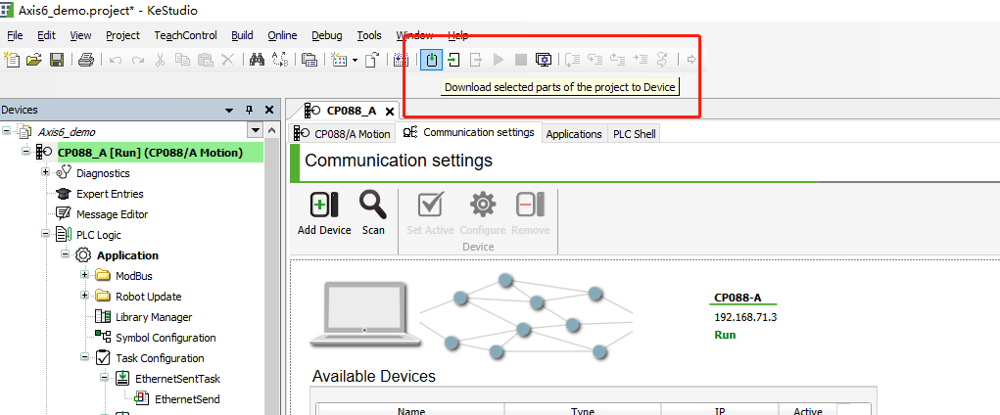 Axis6_demo.project* - KeStudio
File Edit View Project TeachControl Build Online Debug Tools Window Help
Download selected parts of the project to Device
Devices
CP088_A
Axis6_demo
CP088/A Motion Communication settings Applications PLC Shell
CP088_A [Run] (CP088/A Motion)
Communication settings
Diagnostics
Expert Entries
Message Editor
Add Device Scan Set Active Configure Remove
PLC Logic
Device
Application
ModBus
Robot Update
CP088-A
Library Manager
192.168.71.3
Symbol Configuration
Run
Task Configuration
EthernetSentTask
Available Devices
EthernetSend
Name Type IP Active